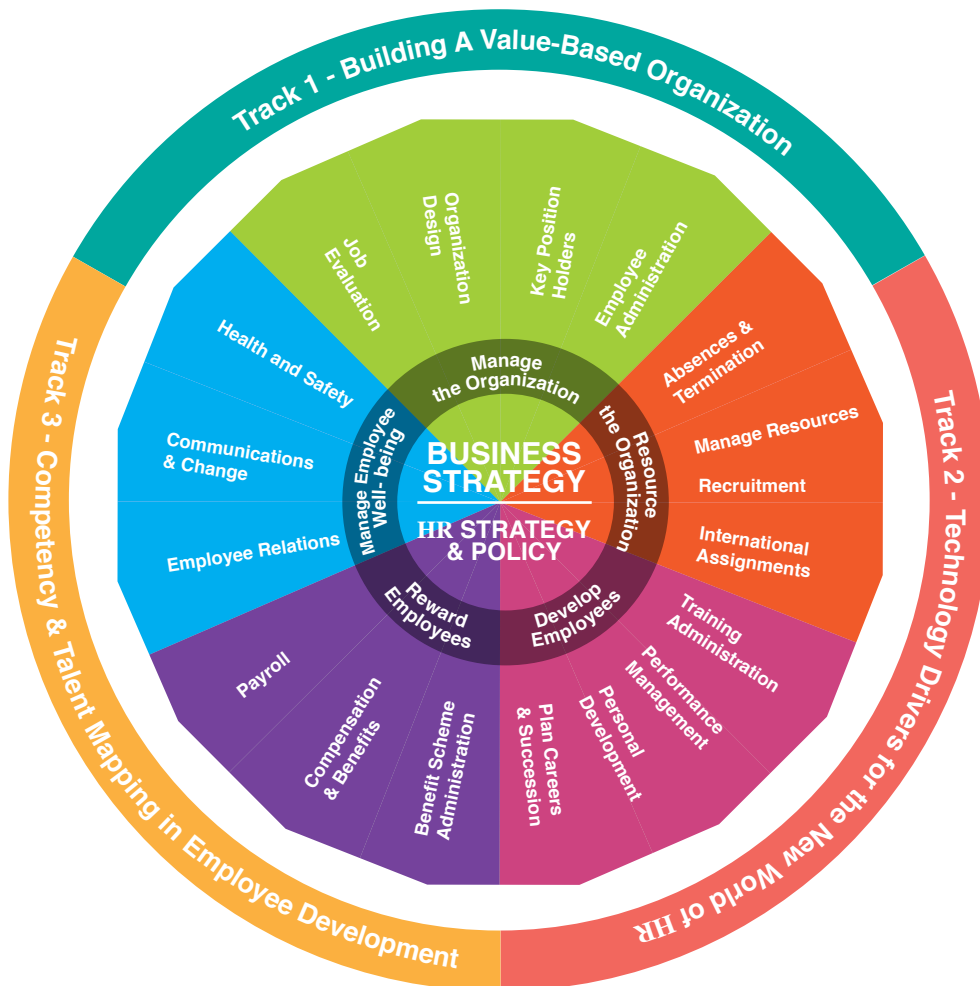 Track 1 - Building A Value-Based Organization
Track 2 - Technology Drivers for the New World of HR
Track 3 - Competency & Talent Mapping in Employee Development
Job
Evaluation
Organization
Design
Key Position
Holders
Employee
Administration
Absences &
Termination
Manage Resources
Recruitment
International
Assignments
Training
Administration
Performance
Management
Personal
Development
Plan Careers
& Succession
Benefit Scheme
Administration
Compensation
& Benefits
Payroll
Employee Relations
Communications
& Change
Health and Safety
Manage
the Organization
Resource
the Organization
Develop
Employees
Reward
Employees
Manage Employee
Well- being
BUSINESS
STRATEGY
HR STRATEGY
& POLICY